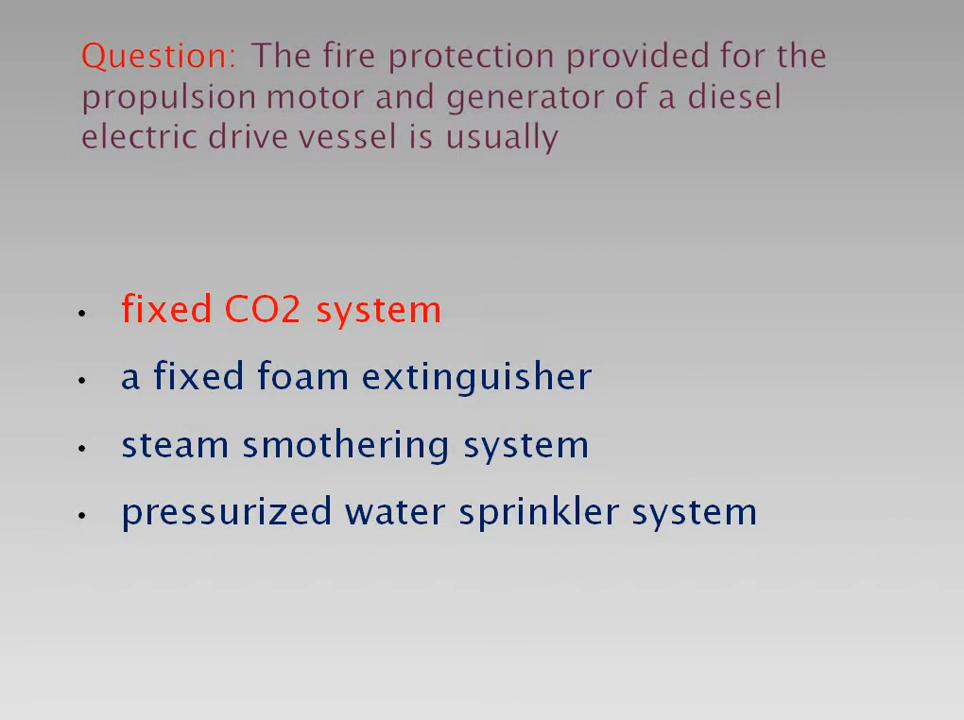 Question: The fire protection provided for the
propulsion motor and generator of a diesel
electric drive vessel is usually
• fixed CO2 system
• a fixed foam extinguisher
• steam smothering system
• pressurized water sprinkler system